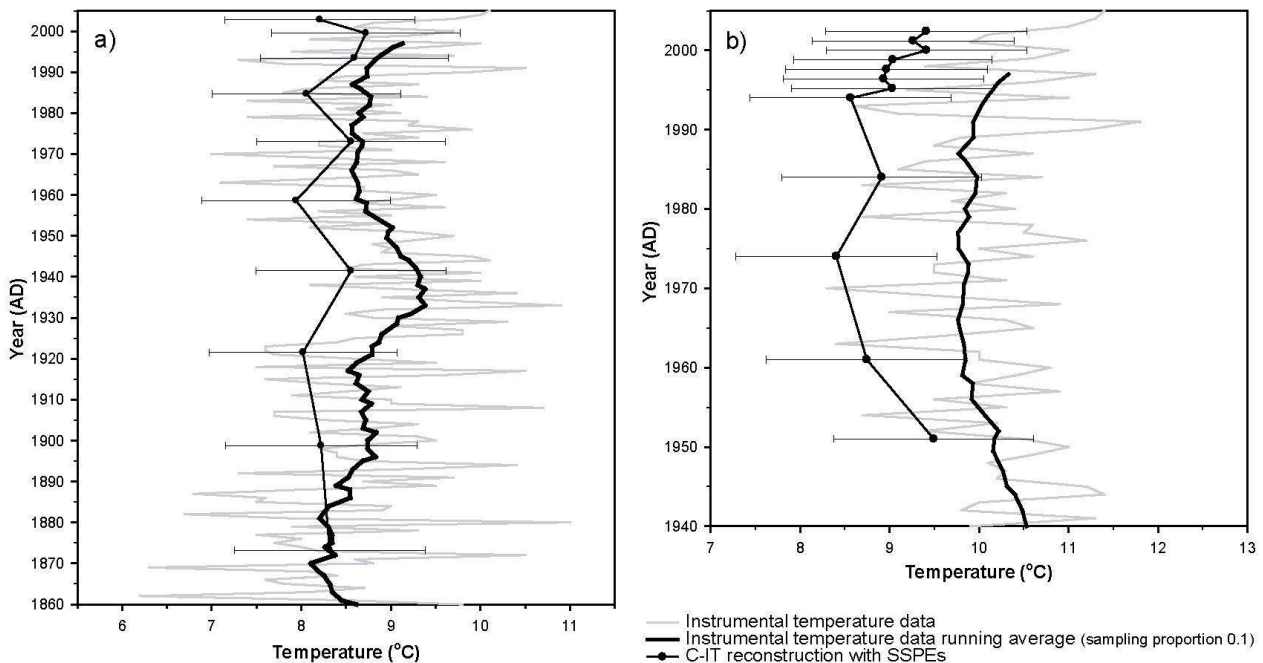 a)
Year (AD)
2000
1990
1980
1970
1960
1950
1940
1930
1920
1910
1900
1890
1880
1870
1860
6 7 8 9 10 11
Temperature (°C)
b)
Year (AD)
2000
1990
1980
1970
1960
1950
1940
7 8 9 10 11 12 13
Temperature (°C)
Instrumental temperature data
Instrumental temperature data running average (sampling proportion 0.1)
C-IT reconstruction with SSPEs